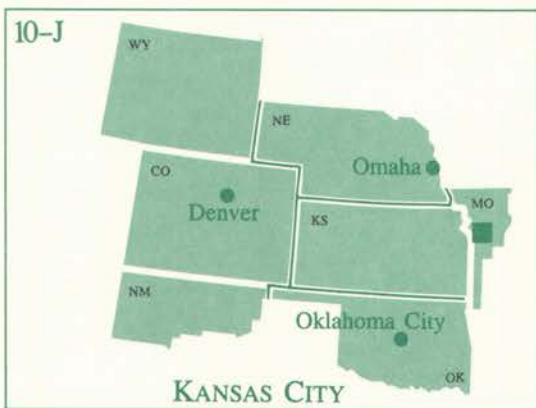 10–J
WY
NE
CO
Omaha
MO
Denver
KS
NM
Oklahoma City
OK
KANSAS CITY